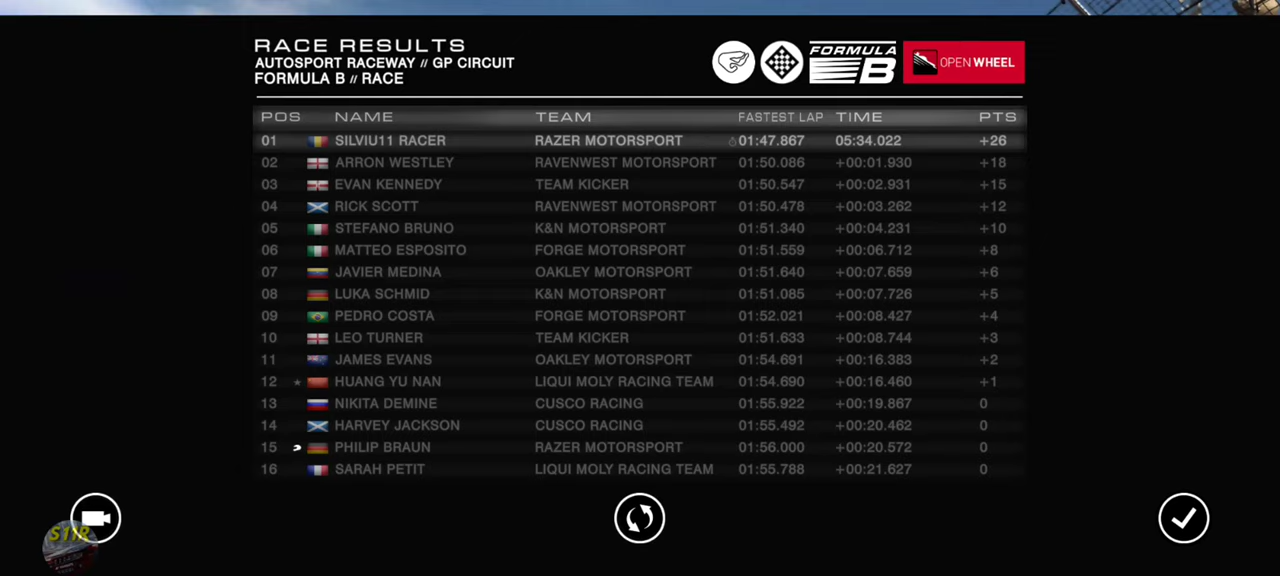 RACE RESULTS
AUTOSPORT RACEWAY // GP CIRCUIT
FORMULA B // RACE
FORMULA B
OPEN WHEEL
POS NAME TEAM FASTEST LAP TIME PTS
01 SILVIU11 RACER RAZER MOTORSPORT 01:47.867 05:34.022 +26
02 ARRON WESTLEY RAVENWEST MOTORSPORT 01:50.086 +00:01.930 +18
03 EVAN KENNEDY TEAM KICKER 01:50.547 +00:02.931 +15
04 RICK SCOTT RAVENWEST MOTORSPORT 01:50.478 +00:03.262 +12
05 STEFANO BRUNO K&N MOTORSPORT 01:51.340 +00:04.231 +10
06 MATTEO ESPOSITO FORGE MOTORSPORT 01:51.559 +00:06.712 +8
07 JAVIER MEDINA OAKLEY MOTORSPORT 01:51.640 +00:07.659 +6
08 LUKA SCHMID K&N MOTORSPORT 01:51.085 +00:07.726 +5
09 PEDRO COSTA FORGE MOTORSPORT 01:52.021 +00:08.427 +4
10 LEO TURNER TEAM KICKER 01:51.633 +00:08.744 +3
11 JAMES EVANS OAKLEY MOTORSPORT 01:54.691 +00:16.383 +2
12 HUANG YU NAN LIQUI MOLY RACING TEAM 01:54.690 +00:16.460 +1
13 NIKITA DEMINE CUSCO RACING 01:55.922 +00:19.867 0
14 HARVEY JACKSON CUSCO RACING 01:55.492 +00:20.462 0
15 PHILIP BRAUN RAZER MOTORSPORT 01:56.000 +00:20.572 0
16 SARAH PETIT LIQUI MOLY RACING TEAM 01:55.788 +00:21.627 0
S11R